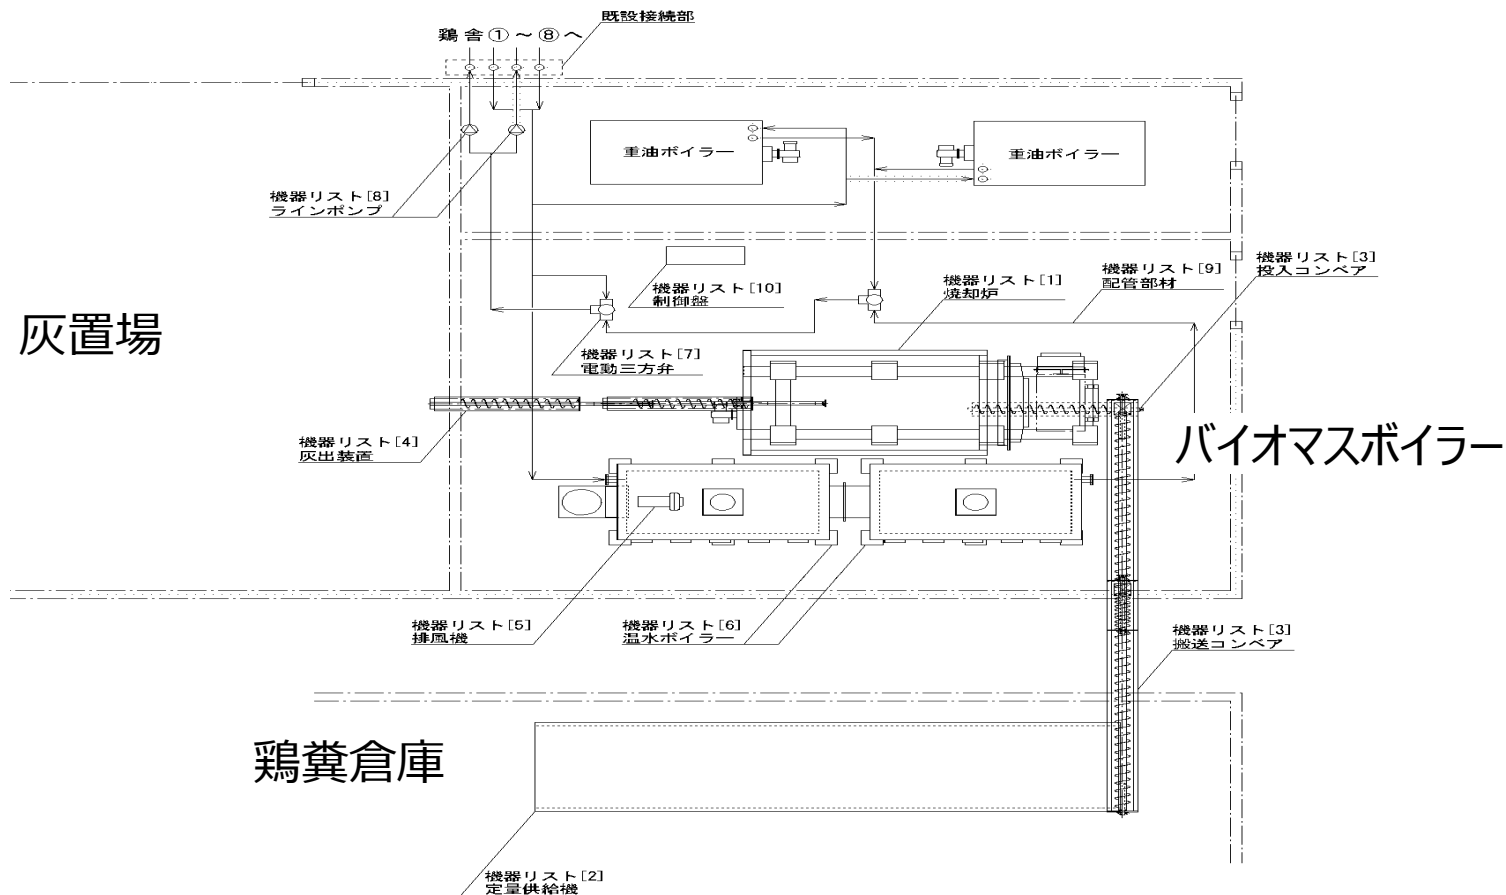 既設接続部
鶏舎①～⑧へ
重油ボイラー
重油ボイラー
機器リスト[8]
ラインポンプ
機器リスト[3]
投入コンベア
機器リスト[9]
配管部材
機器リスト[1]
焼却炉
機器リスト[10]
制御盤
灰置場
機器リスト[7]
電動三方弁
機器リスト[4]
灰出装置
バイオマスボイラー
機器リスト[5]
排風機
機器リスト[6]
温水ボイラー
機器リスト[3]
搬送コンベア
鶏糞倉庫
機器リスト[2]
定量供給機